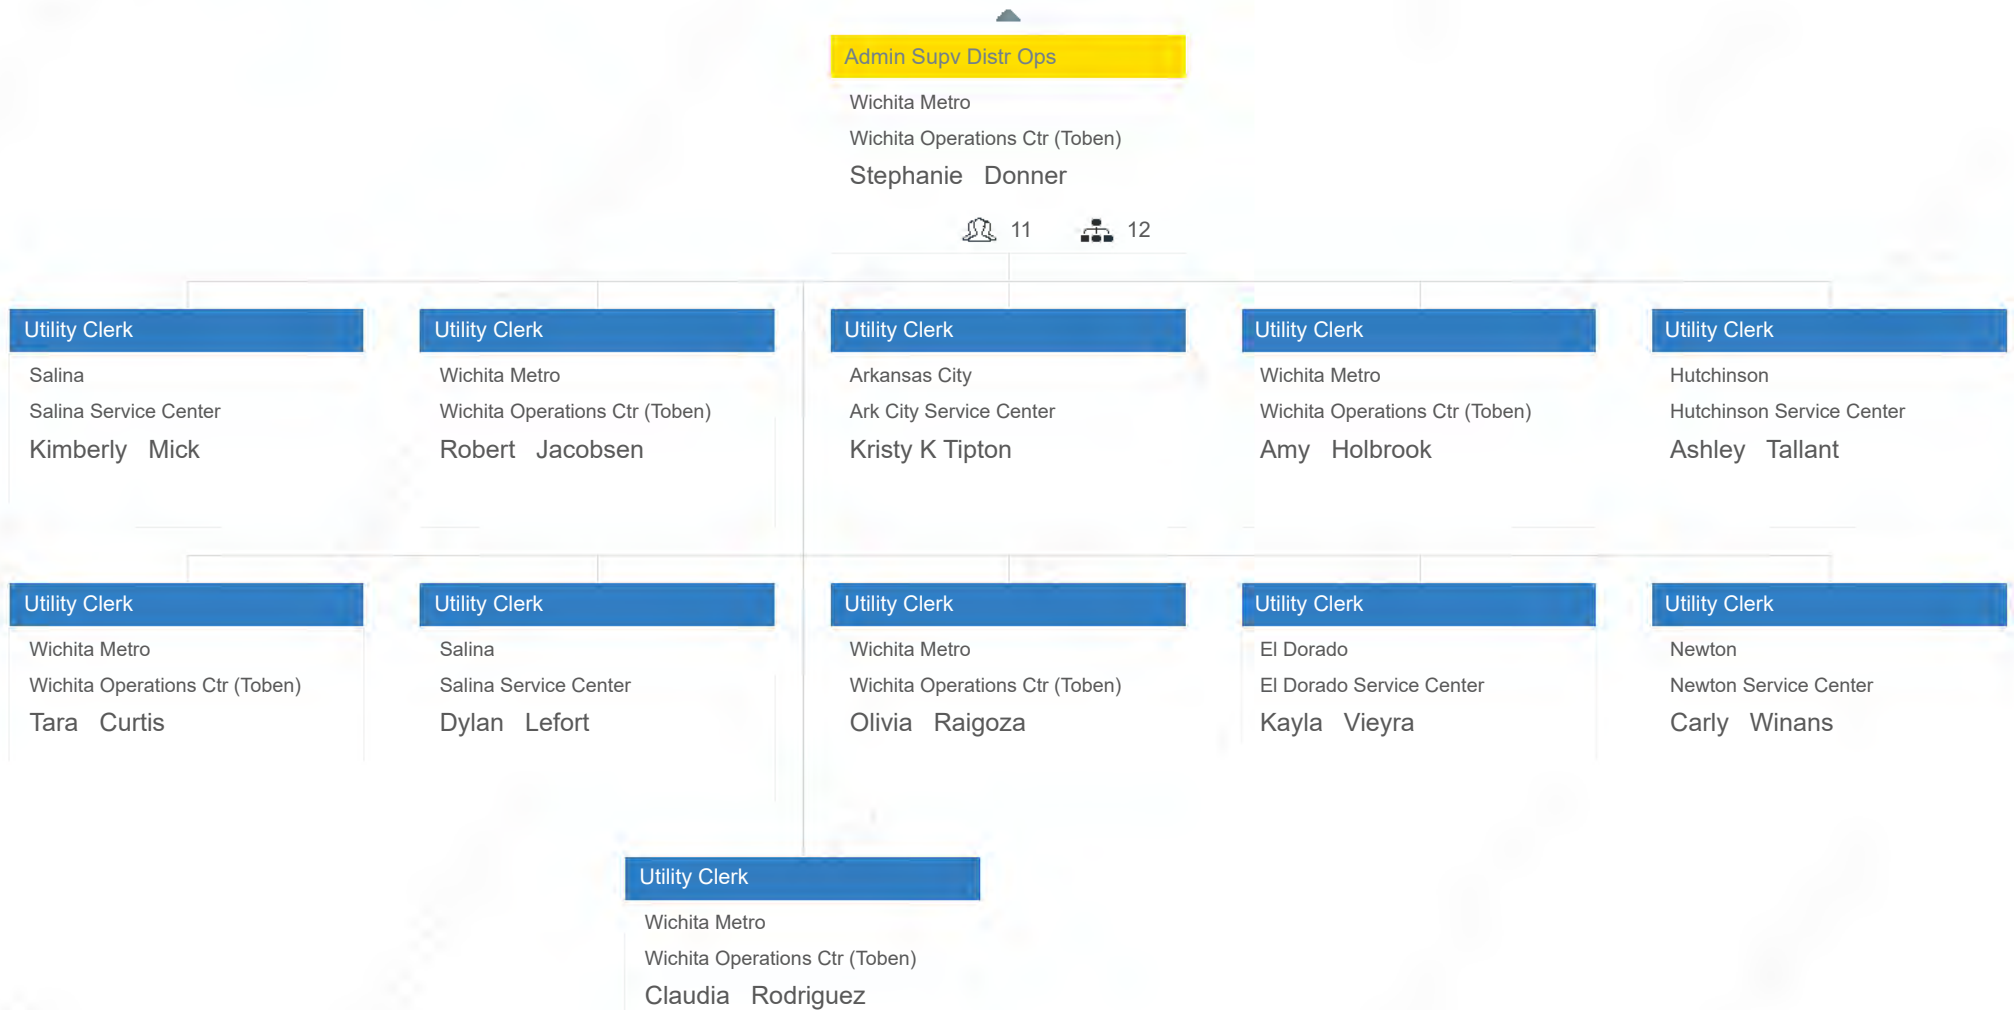 Admin Supv Distr Ops
Wichita Metro
Wichita Operations Ctr (Toben)
Stephanie Donner
11 12
Utility Clerk
Salina
Salina Service Center
Kimberly Mick
Utility Clerk
Wichita Metro
Wichita Operations Ctr (Toben)
Robert Jacobsen
Utility Clerk
Arkansas City
Ark City Service Center
Kristy K Tipton
Utility Clerk
Wichita Metro
Wichita Operations Ctr (Toben)
Amy Holbrook
Utility Clerk
Hutchinson
Hutchinson Service Center
Ashley Tallant
Utility Clerk
Wichita Metro
Wichita Operations Ctr (Toben)
Tara Curtis
Utility Clerk
Salina
Salina Service Center
Dylan Lefort
Utility Clerk
Wichita Metro
Wichita Operations Ctr (Toben)
Olivia Raigoza
Utility Clerk
El Dorado
El Dorado Service Center
Kayla Vieyra
Utility Clerk
Newton
Newton Service Center
Carly Winans
Utility Clerk
Wichita Metro
Wichita Operations Ctr (Toben)
Claudia Rodriguez